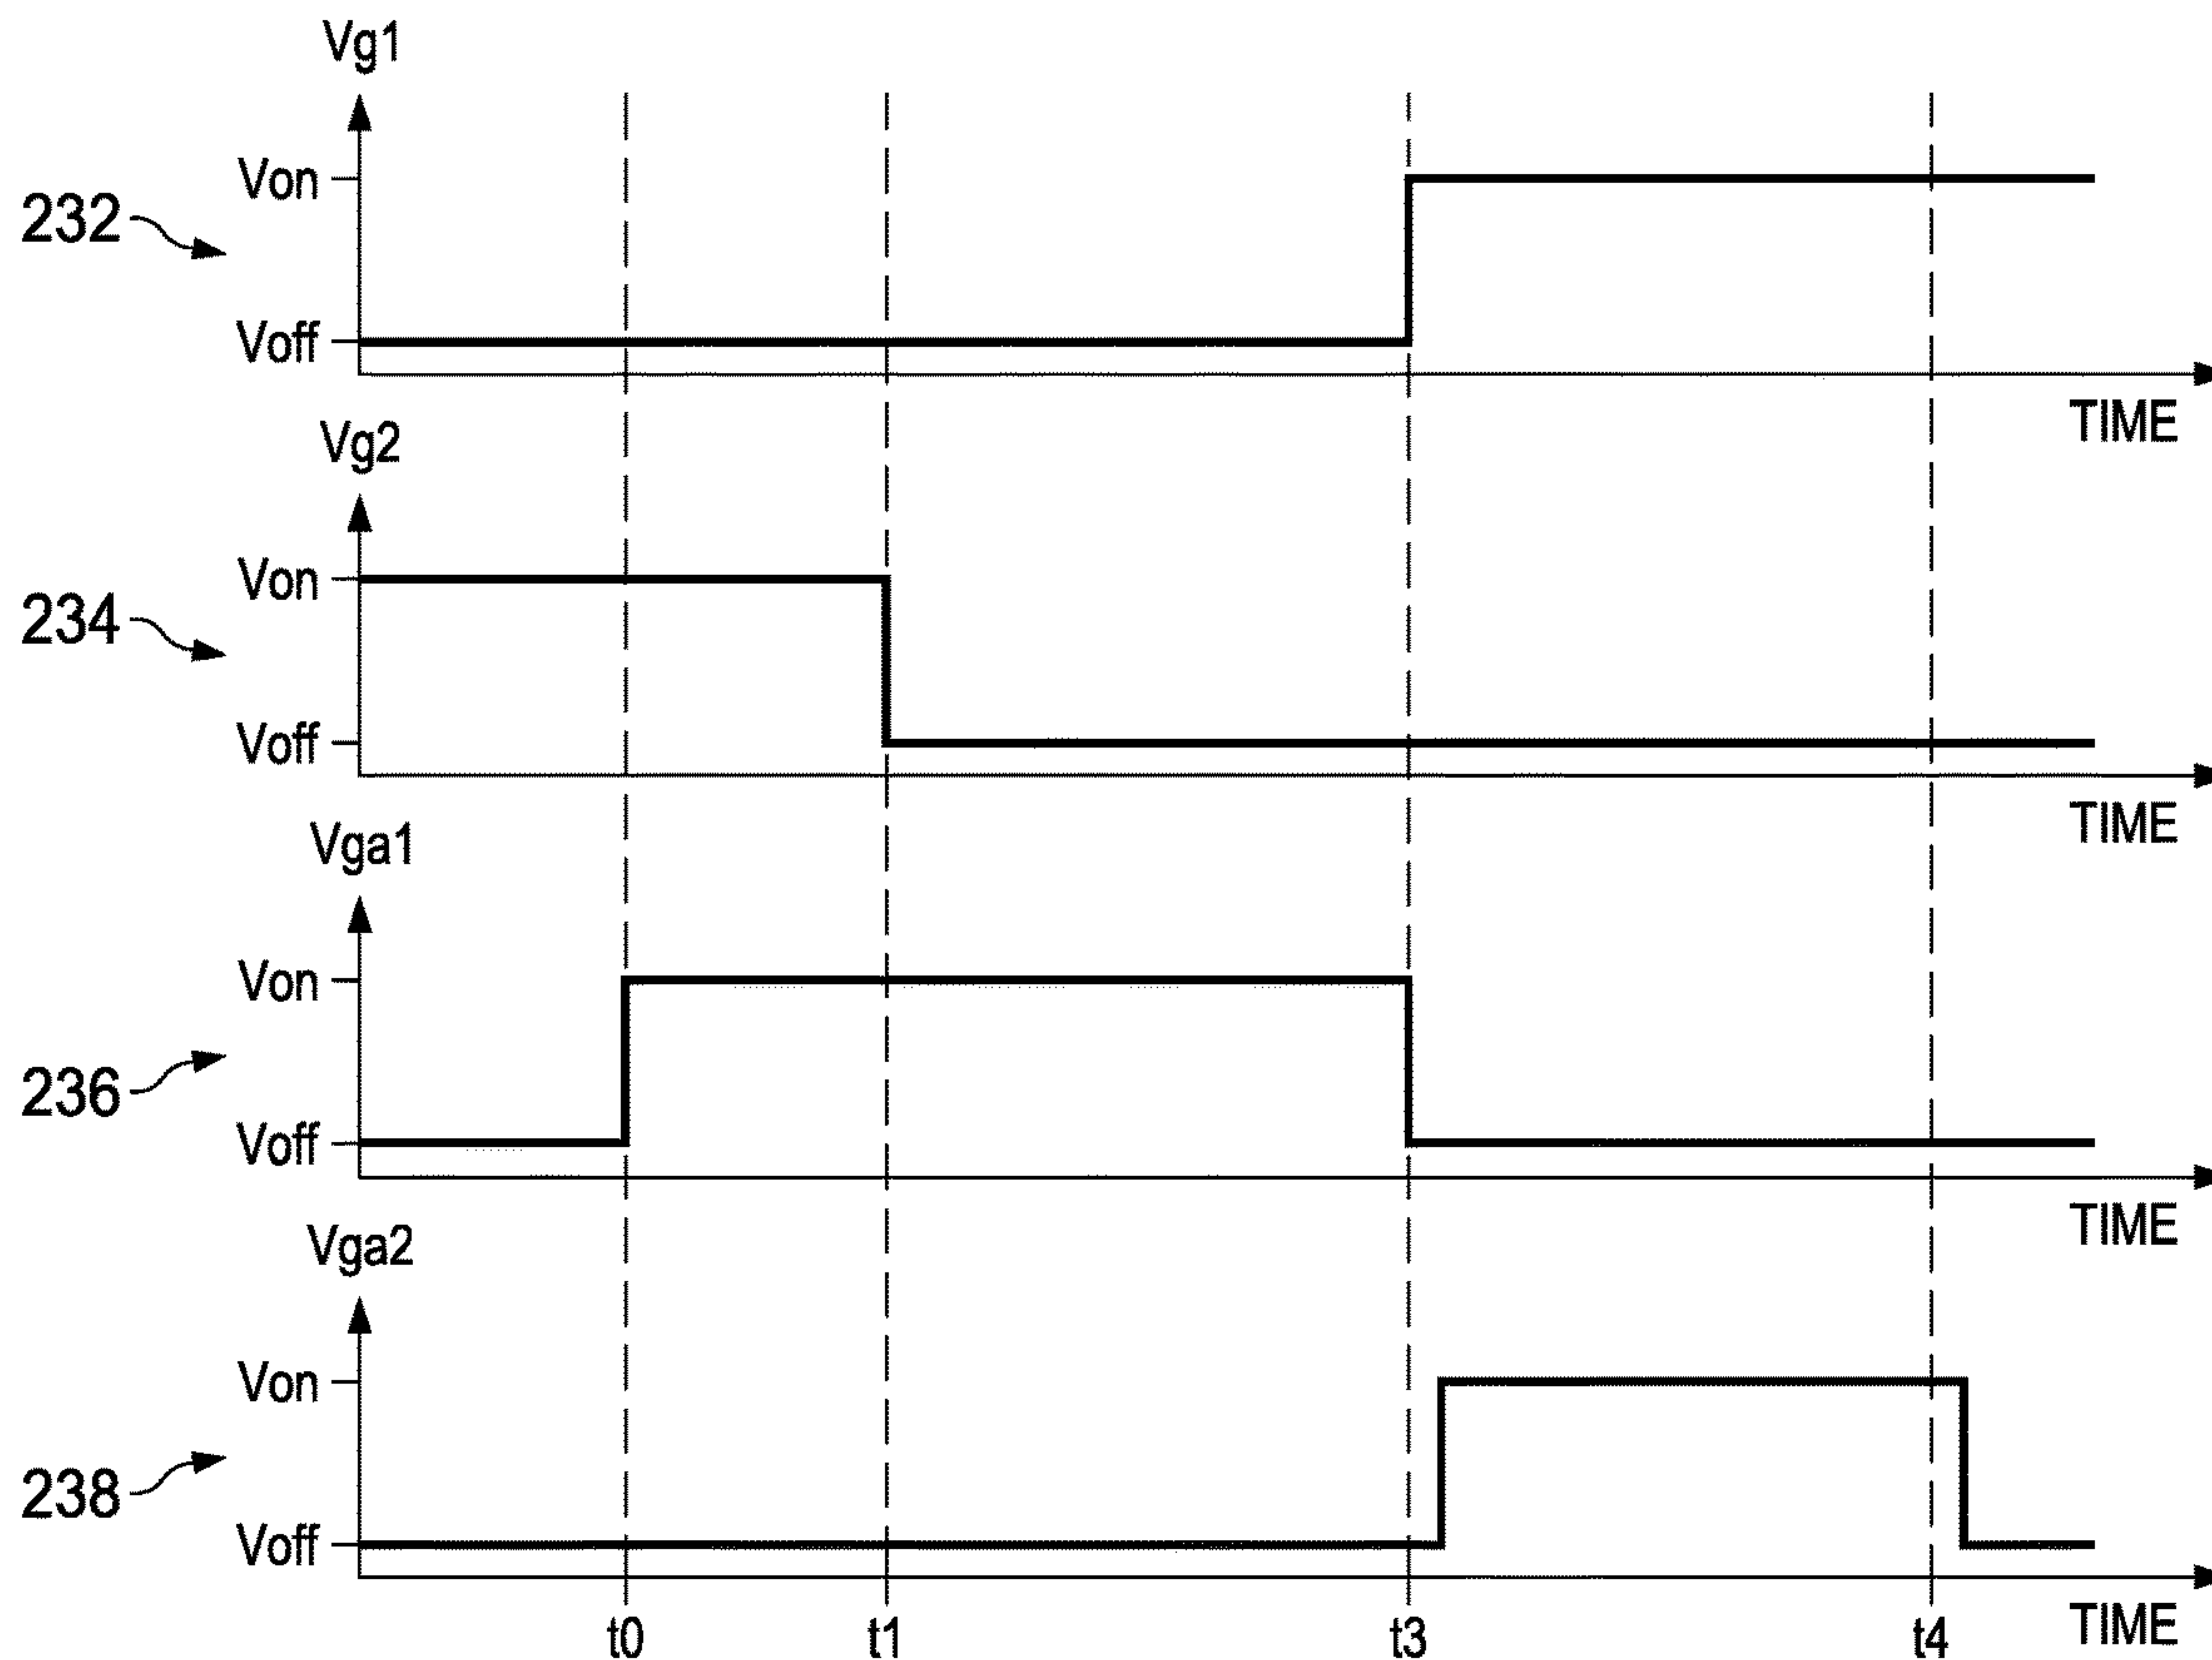 Vg1
Von
232
Voff
TIME
Vg2
Von
234
Voff
TIME
Vga1
Von
236
Voff
TIME
Vga2
Von
238
Voff
TIME
t0 t1 t3 t4